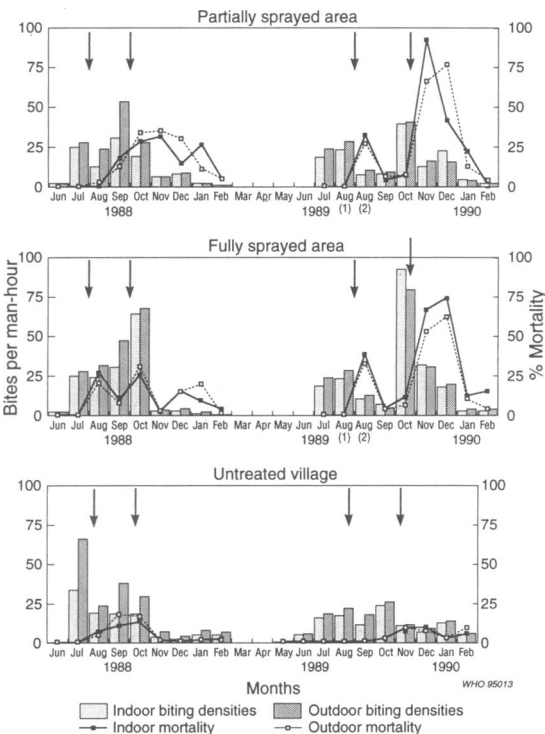 Partially sprayed area
100 100
75 75
50 50
25 25
0 0
Jun Jul Aug Sep Oct Nov Dec Jan Feb Mar Apr May Jun Jul Aug Aug Sep Oct Nov Dec Jan Feb
(1) (2)
1988 1989 1990
Fully sprayed area
100 100
75 75
50 50
25 25
0 0
Jun Jul Aug Sep Oct Nov Dec Jan Feb Mar Apr May Jun Jul Aug Aug Sep Oct Nov Dec Jan Feb
(1) (2)
1988 1989 1990
Bites per man-hour
% Mortality
Untreated village
100 100
75 75
50 50
25 25
0 0
Jun Jul Aug Sep Oct Nov Dec Jan Feb Mar Apr May Jun Jul Aug Sep Oct Nov Dec Jan Feb
1988 1989 1990
Months
WHO 95013
Indoor biting densities Outdoor biting densities
Indoor mortality Outdoor mortality